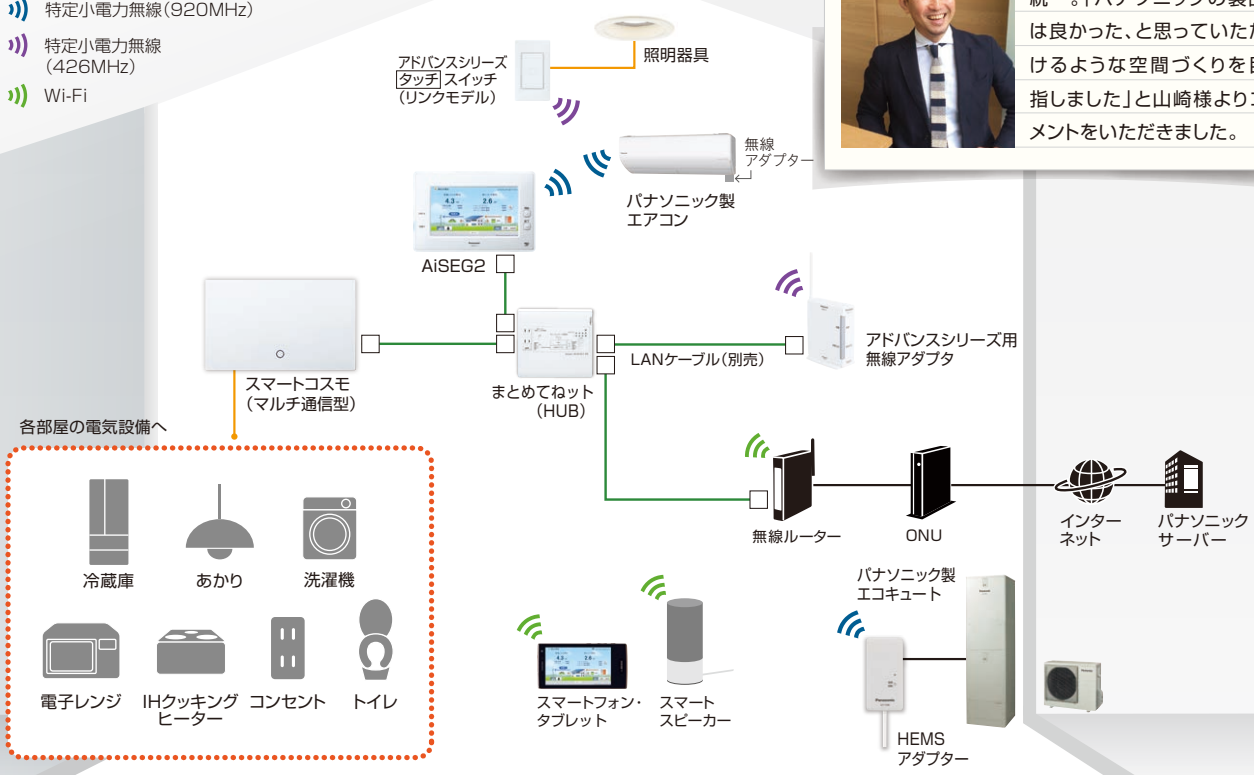 特定小電力無線(920MHz)
特定小電力無線
(426MHz)
Wi-Fi
は良かった、と思っていただ
けるような空間づくりを目
指しました」と山崎様よりコ
メントをいただきました。
アドバンスシリーズ
タッチ スイッチ
(リンクモデル)
照明器具
無線
アダプター
パナソニック製
エアコン
AiSEG2
4.3
2.6
Panasonic
スマートコスモ
(マルチ通信型)
まとめてねット
(HUB)
LANケーブル(別売)
アドバンスシリーズ用
無線アダプタ
各部屋の電気設備へ
冷蔵庫
あかり
洗濯機
電子レンジ
IHクッキング
ヒーター
コンセント
トイレ
無線ルーター
ONU
インター
ネット
パナソニック
サーバー
スマートフォン・
タブレット
スマート
スピーカー
パナソニック製
エコキュート
Panasonic
HEMS
アダプター